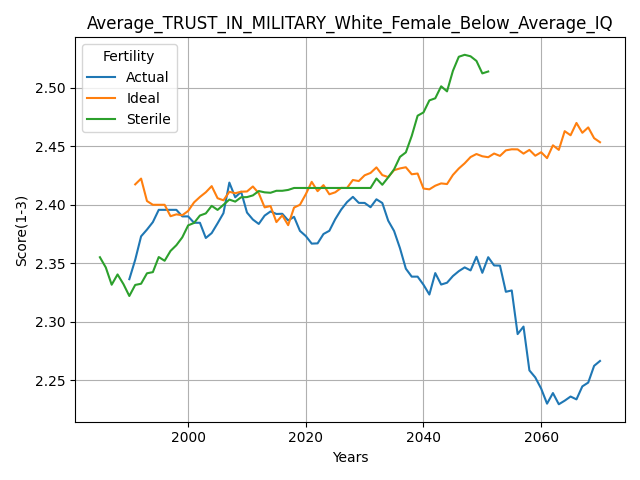 Average_TRUST_IN_MILITARY_White_Female_Below_Average_IQ
Fertility
Actual
Ideal
Sterile
Score(1-3)
2.50
2.45
2.40
2.35
2.30
2.25
2000
2020
2040
2060
Years